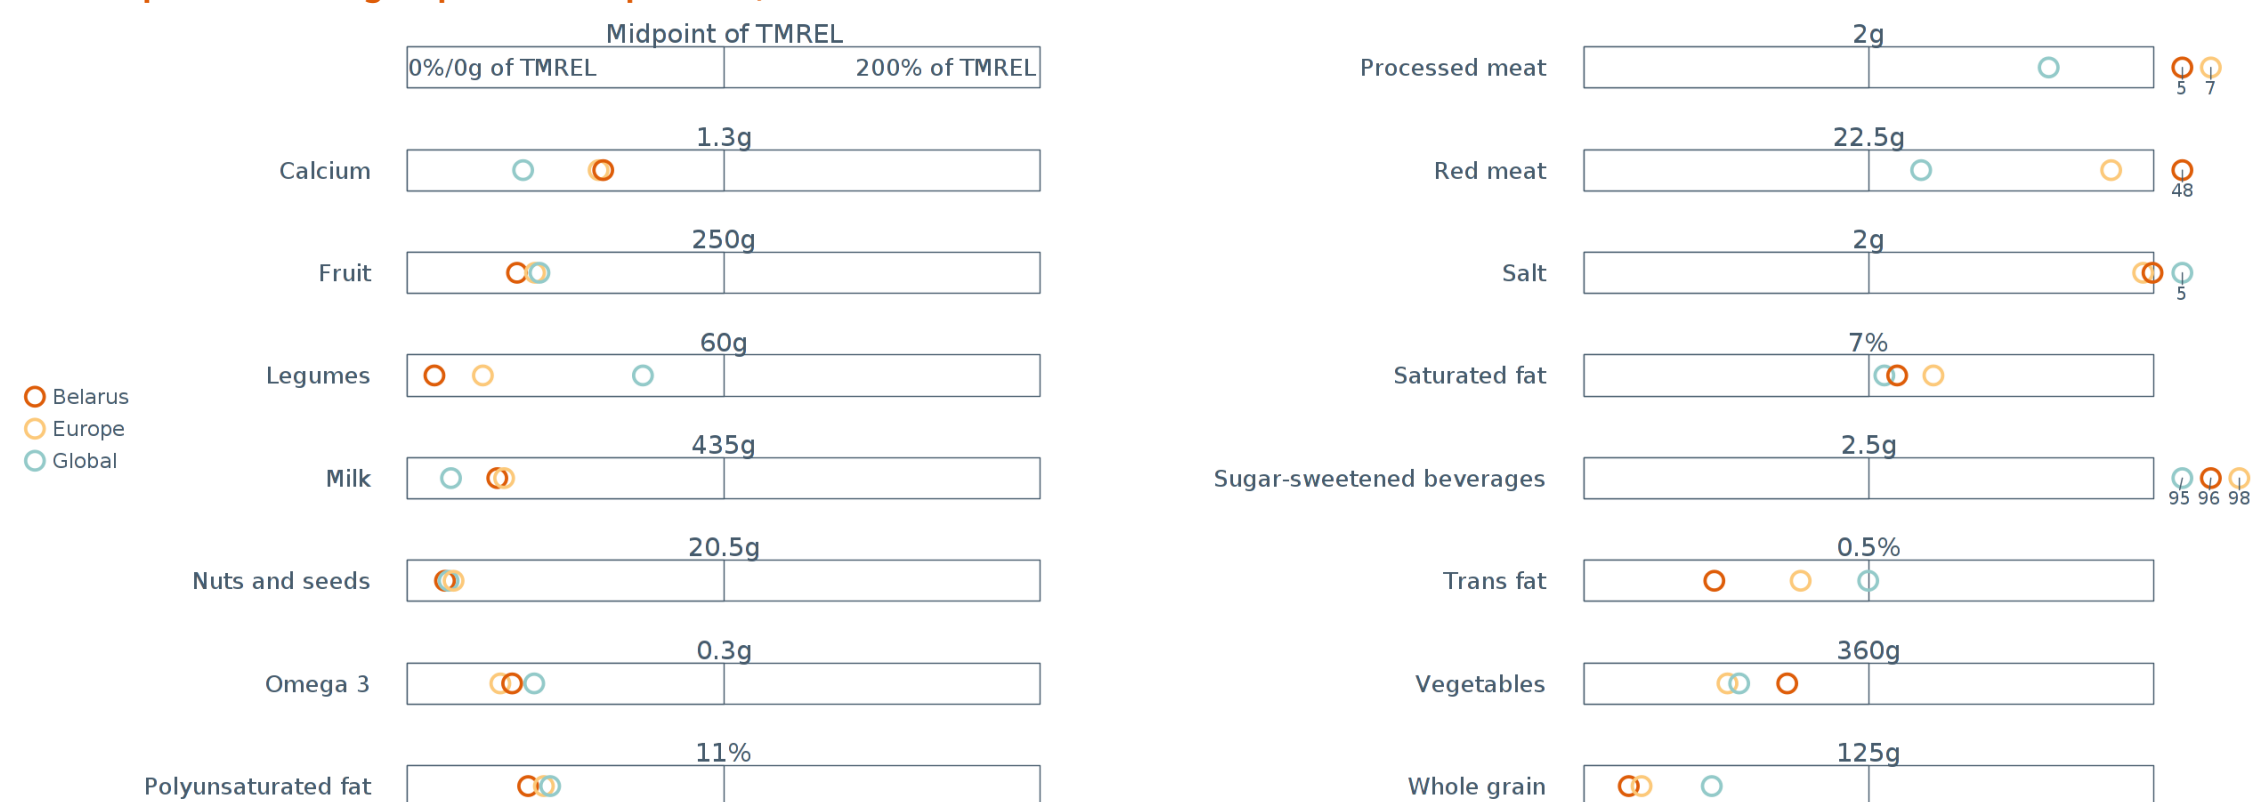 Midpoint of TMREL
0%/0g of TMREL
200% of TMREL
Calcium
1.3g
Fruit
250g
Legumes
60g
Milk
435g
Nuts and seeds
20.5g
Omega 3
0.3g
Polyunsaturated fat
11%
Belarus
Europe
Global
Processed meat
2g
5 7
Red meat
22.5g
48
Salt
2g
5
Saturated fat
7%
Sugar-sweetened beverages
2.5g
95 96 98
Trans fat
0.5%
Vegetables
360g
Whole grain
125g